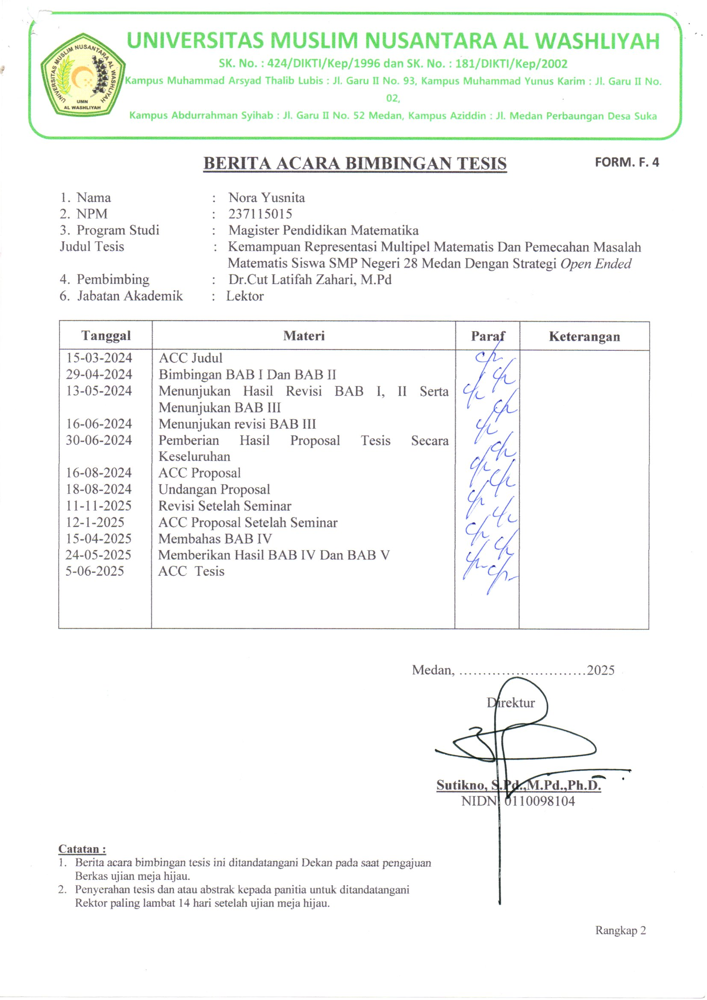 UNIVERSITAS MUSLIM NUSANTARA AL WASHLIYAH
SK. No. : 424/DIKTI/Kep/1996 dan SK. No. : 181/DIKTI/Kep/2002
Kampus Muhammad Arsyad Thalib Lubis : Jl. Garu II No. 93, Kampus Muhammad Yunus Karim : Jl. Garu II No.
02,
Kampus Abdurrahman Syihab : Jl. Garu II No. 52 Medan, Kampus Aziddin : Jl. Medan Perbaungan Desa Suka
UNIVERSITAS MUSLIM NUSANTARA AL WASHLIYAH
UMN
AL WASHLIYAH
BERITA ACARA BIMBINGAN TESIS FORM. F. 4
1. Nama : Nora Yusnita
2. NPM : 237115015
3. Program Studi : Magister Pendidikan Matematika
Judul Tesis : Kemampuan Representasi Multipel Matematis Dan Pemecahan Masalah
Matematis Siswa SMP Negeri 28 Medan Dengan Strategi Open Ended
4. Pembimbing : Dr.Cut Latifah Zahari, M.Pd
6. Jabatan Akademik : Lektor
Tanggal Materi Paraf Keterangan
15-03-2024 ACC Judul
29-04-2024 Bimbingan BAB I Dan BAB II
13-05-2024 Menunjukan Hasil Revisi BAB I, II Serta
Menunjukan BAB III
16-06-2024 Menunjukan revisi BAB III
30-06-2024 Pemberian Hasil Proposal Tesis Secara
Keseluruhan
16-08-2024 ACC Proposal
18-08-2024 Undangan Proposal
11-11-2025 Revisi Setelah Seminar
12-1-2025 ACC Proposal Setelah Seminar
15-04-2025 Membahas BAB IV
24-05-2025 Memberikan Hasil BAB IV Dan BAB V
5-06-2025 ACC Tesis
Medan, ...........................2025
Direktur
Sutikno, S.Pd.,M.Pd.,Ph.D.
NIDN 0110098104
Catatan :
1. Berita acara bimbingan tesis ini ditandatangani Dekan pada saat pengajuan
Berkas ujian meja hijau.
2. Penyerahan tesis dan atau abstrak kepada panitia untuk ditandatangani
Rektor paling lambat 14 hari setelah ujian meja hijau.
Rangkap 2